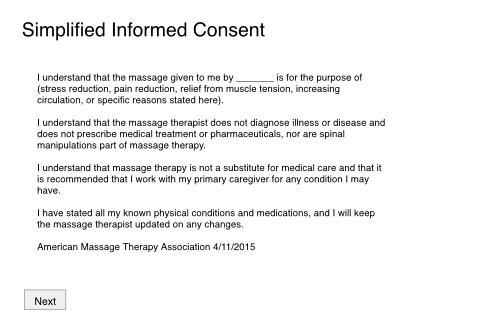 Simplified Informed Consent
I understand that the massage given to me by _______ is for the purpose of
(stress reduction, pain reduction, relief from muscle tension, increasing
circulation, or specific reasons stated here).
I understand that the massage therapist does not diagnose illness or disease and
does not prescribe medical treatment or pharmaceuticals, nor are spinal
manipulations part of massage therapy.
I understand that massage therapy is not a substitute for medical care and that it
is recommended that I work with my primary caregiver for any condition I may
have.
I have stated all my known physical conditions and medications, and I will keep
the massage therapist updated on any changes.
American Massage Therapy Association 4/11/2015
Next